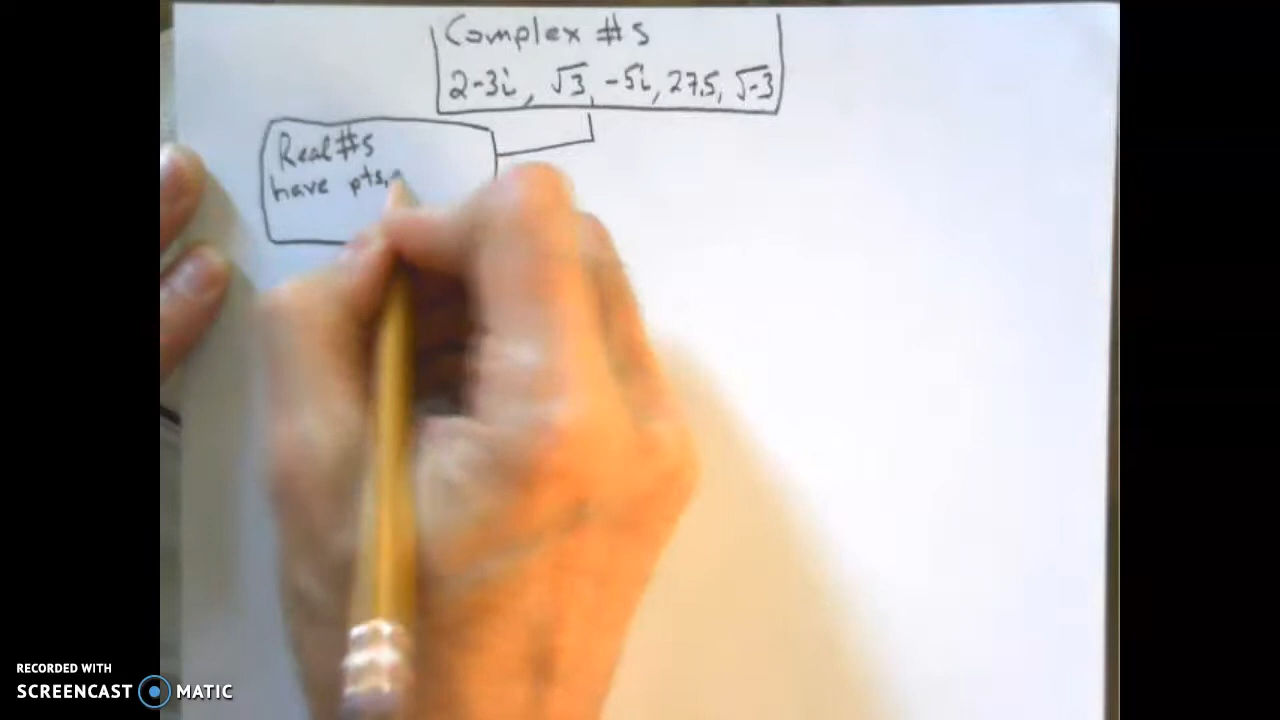 Complex #s
2-3i, √3, -5i, 27.5, √-3
Real #s
have pts,
RECORDED WITH
SCREENCAST MATIC